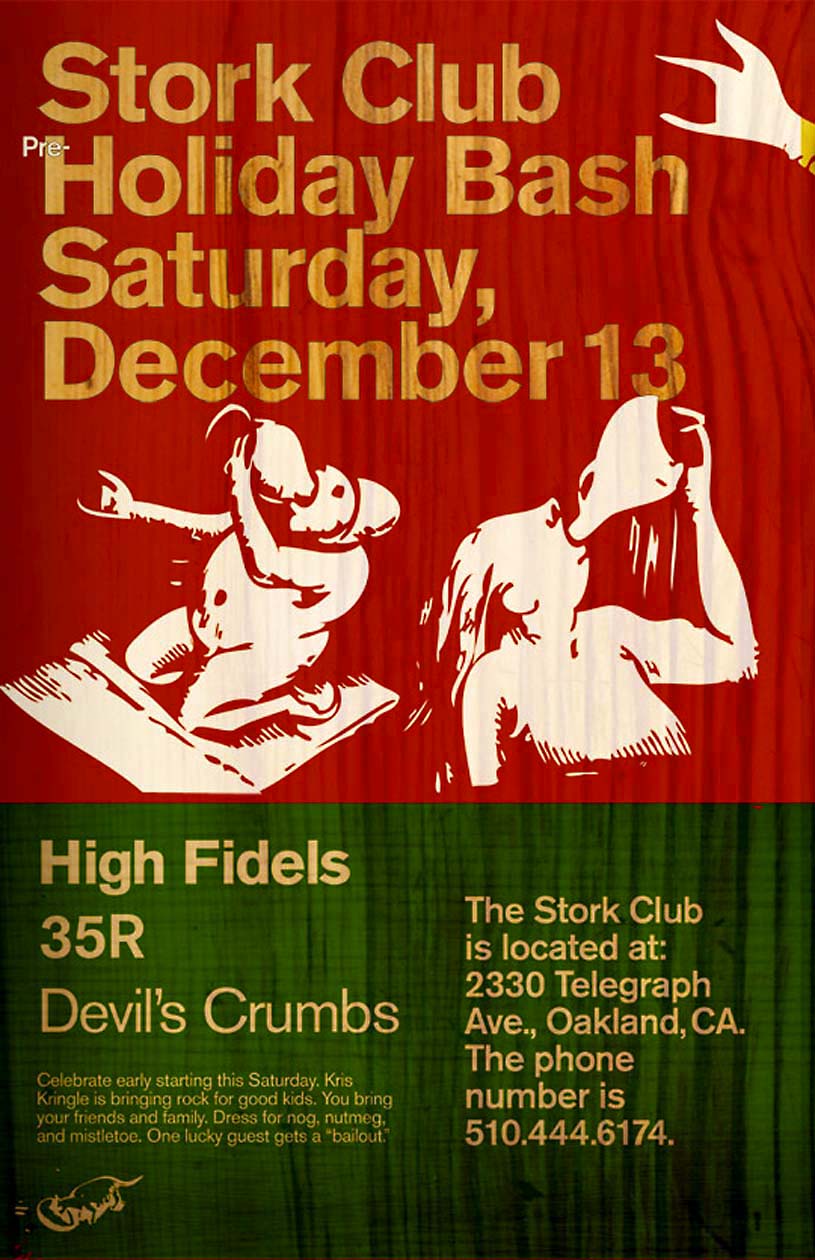 Stork Club
Pre-
Holiday Bash
Saturday,
December 13
High Fidels
35R
Devil's Crumbs
Celebrate early starting this Saturday. Kris
Kringle is bringing rock for good kids. You bring
your friends and family. Dress for nog, nutmeg,
and mistletoe. One lucky guest gets a "bailout."
The Stork Club
is located at:
2330 Telegraph
Ave., Oakland, CA.
The phone
number is
510.444.6174.